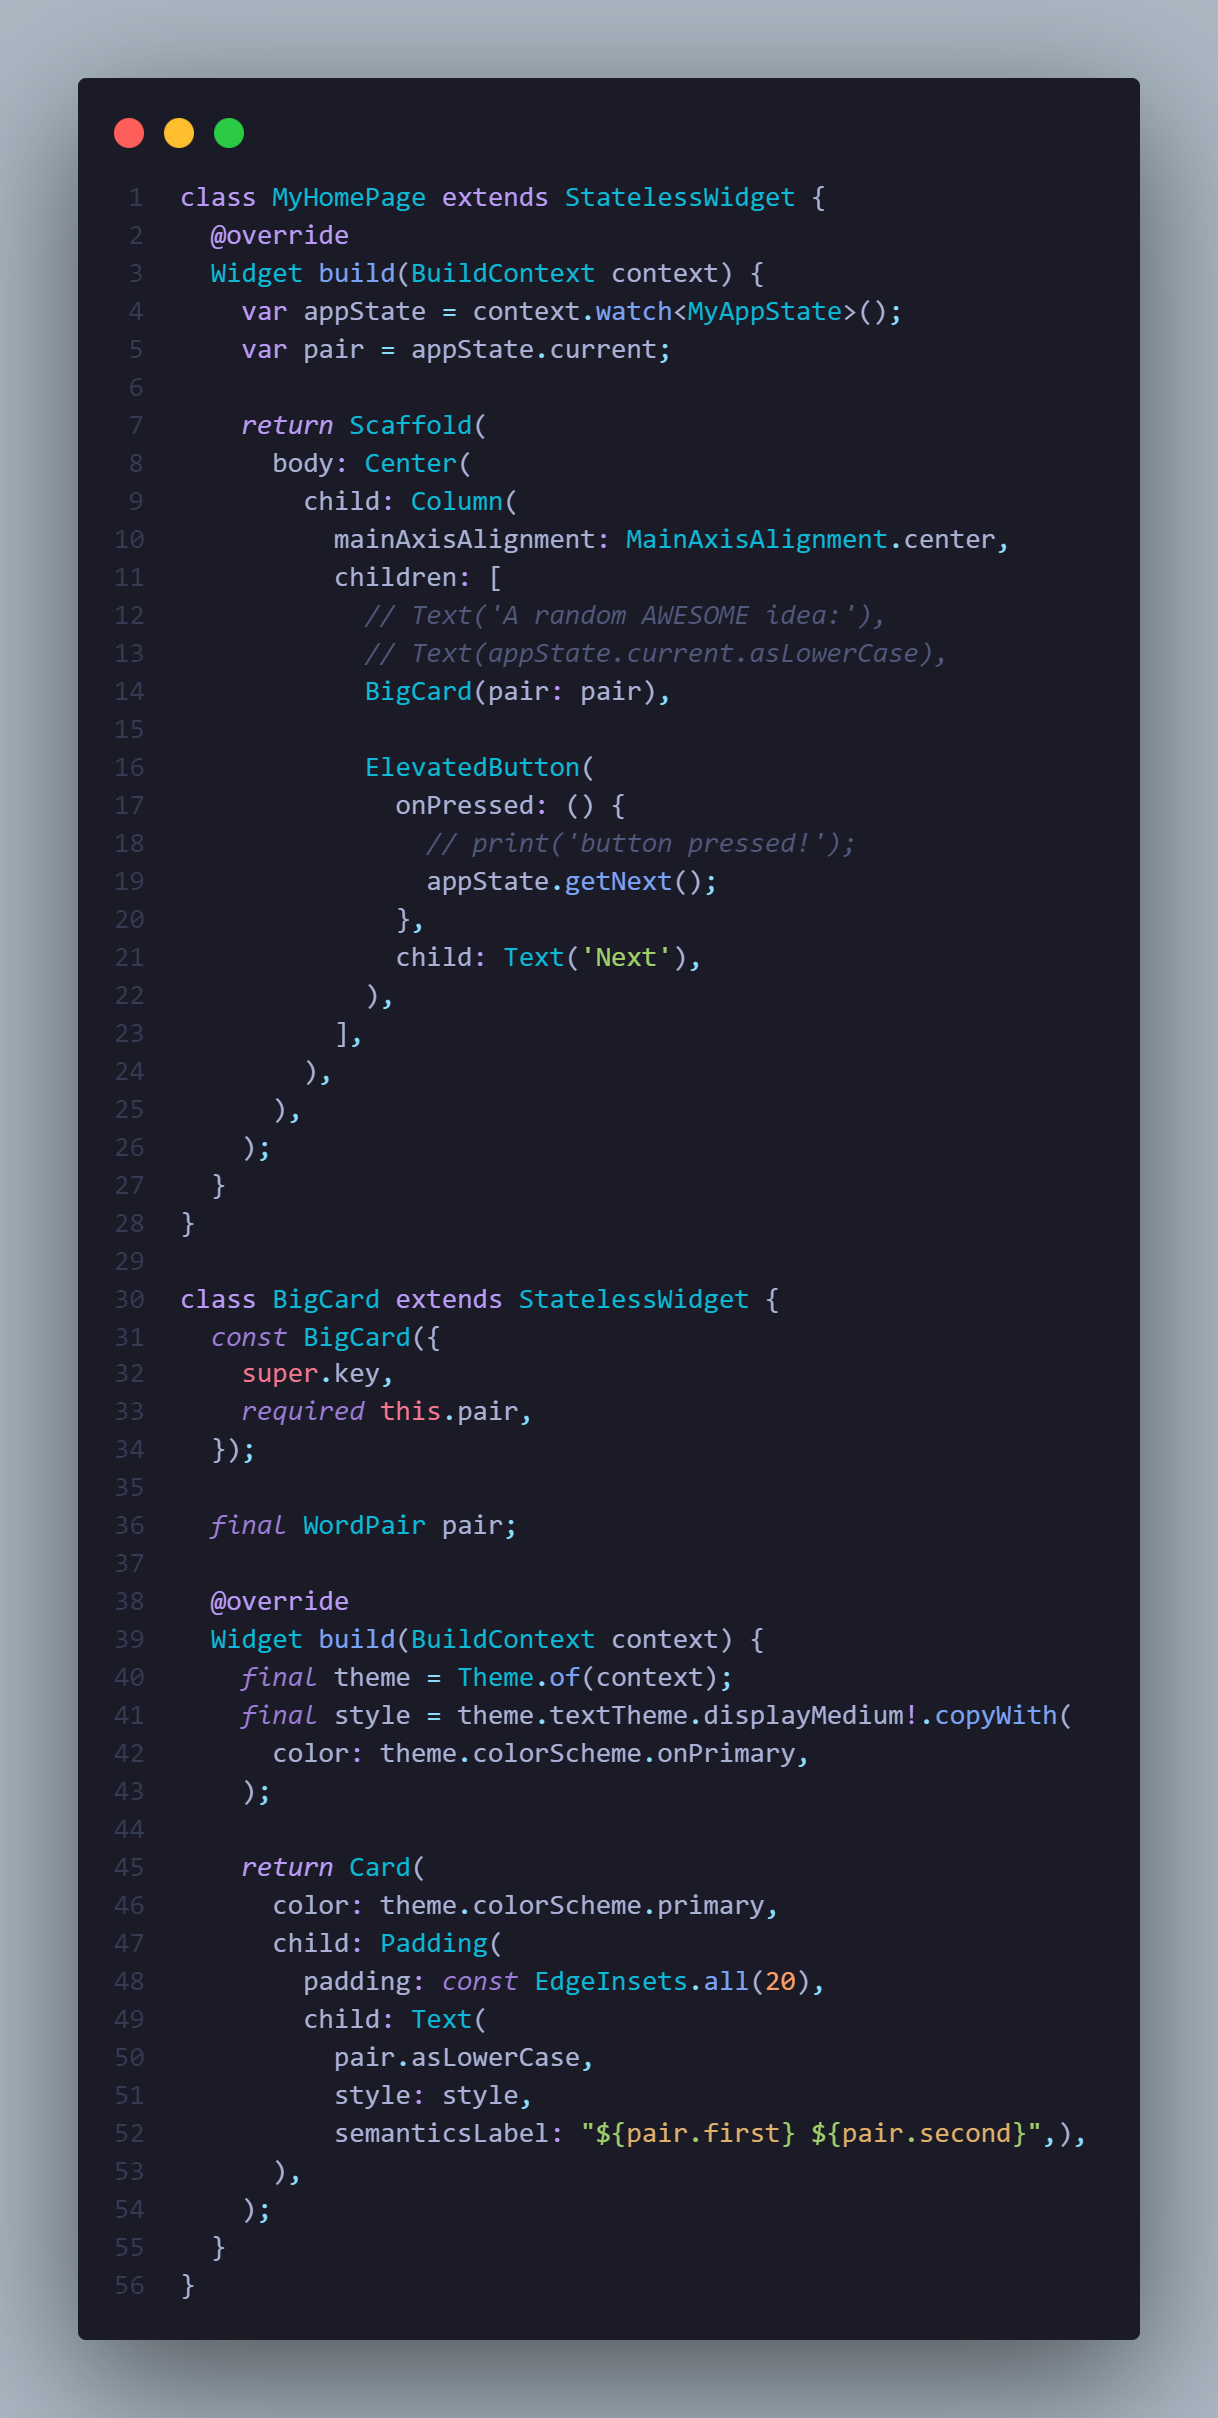 1 class MyHomePage extends StatelessWidget {
2   @override
3   Widget build(BuildContext context) {
4     var appState = context.watch<MyAppState>();
5     var pair = appState.current;
6
7     return Scaffold(
8       body: Center(
9         child: Column(
10           mainAxisAlignment: MainAxisAlignment.center,
11           children: [
12             // Text('A random AWESOME idea:'),
13             // Text(appState.current.asLowerCase),
14             BigCard(pair: pair),
15
16             ElevatedButton(
17               onPressed: () {
18                 // print('button pressed!');
19                 appState.getNext();
20               },
21               child: Text('Next'),
22             ),
23           ],
24         ),
25       ),
26     );
27   }
28 }
29
30 class BigCard extends StatelessWidget {
31   const BigCard({
32     super.key,
33     required this.pair,
34   });
35
36   final WordPair pair;
37
38   @override
39   Widget build(BuildContext context) {
40     final theme = Theme.of(context);
41     final style = theme.textTheme.displayMedium!.copyWith(
42       color: theme.colorScheme.onPrimary,
43     );
44
45     return Card(
46       color: theme.colorScheme.primary,
47       child: Padding(
48         padding: const EdgeInsets.all(20),
49         child: Text(
50           pair.asLowerCase,
51           style: style,
52           semanticsLabel: "${pair.first} ${pair.second}",),
53       ),
54     );
55   }
56 }